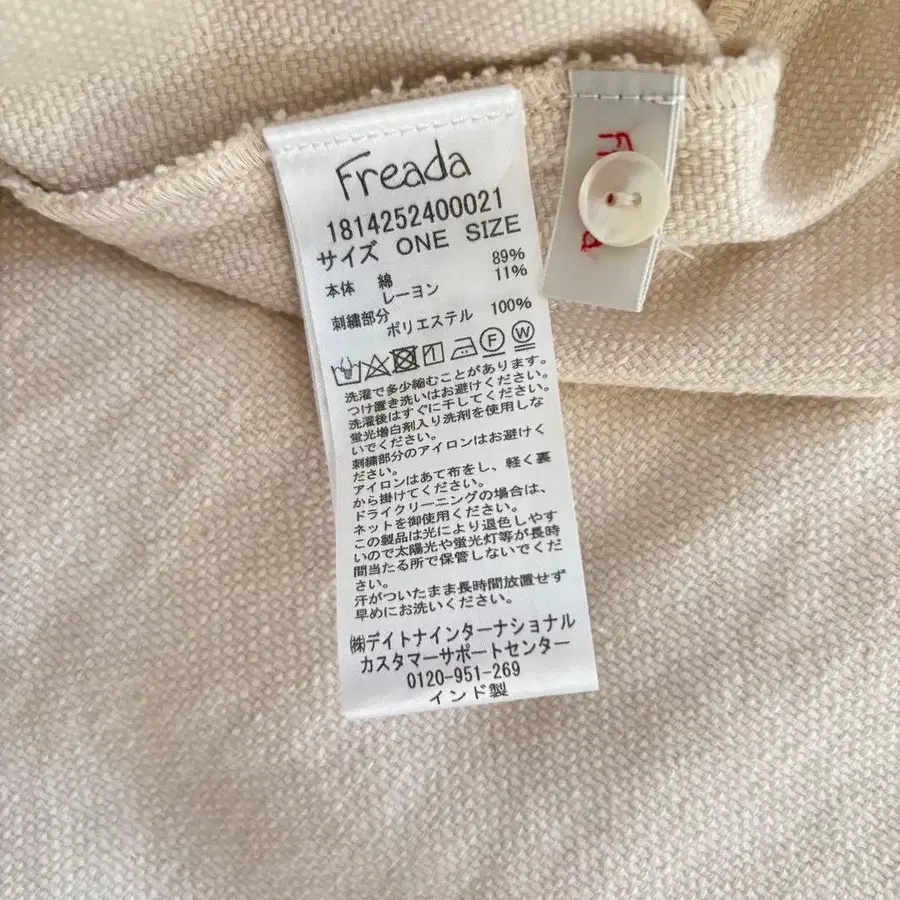 Freada
1814252400021
サイズ ONE SIZE
本体 綿 89%
レーヨン 11%
刺繍部分
ポリエステル 100%
F W
洗濯で多少縮むことがあります。
つけ置き洗いはお避けください。
洗濯後はすぐに干してください。
蛍光増白剤入り洗剤を使用しな
いでください。
刺繍部分のアイロンはお避けく
ださい。
アイロンはあて布をし、軽く裏
から掛けてください。
ドライクリーニングの場合は、
ネットを御使用ください。
この製品は光により退色しやす
いので太陽光や蛍光灯等が長時
間当たる所で保管しないでくだ
さい。
汗がついたまま長時間放置せず
早めにお洗いください。
㈱デイトナインターナショナル
カスタマーサポートセンター
0120-951-269
インド製